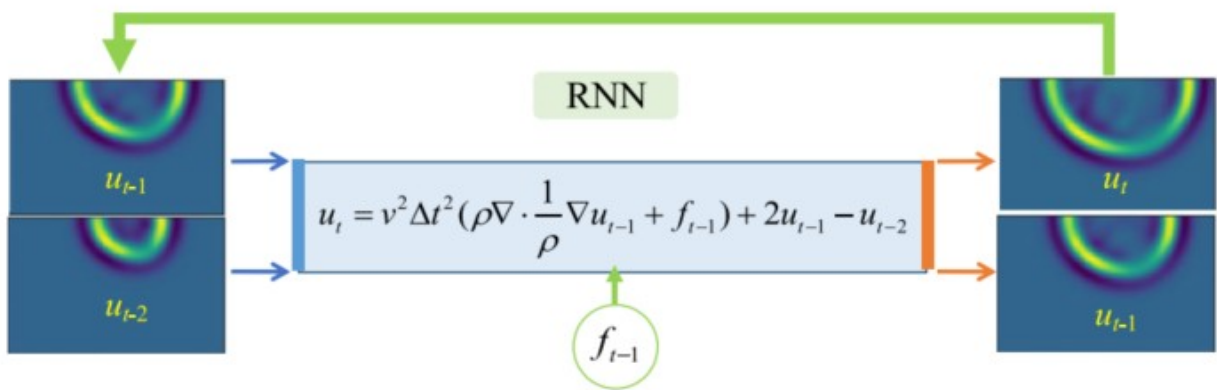 RNN
u_{t-1}
u_t
u_t = v^2 Δt^2 (ρ∇ · \frac{1}{ρ} ∇u_{t-1} + f_{t-1}) + 2u_{t-1} − u_{t-2}
u_{t-2}
u_{t-1}
f_{t-1}